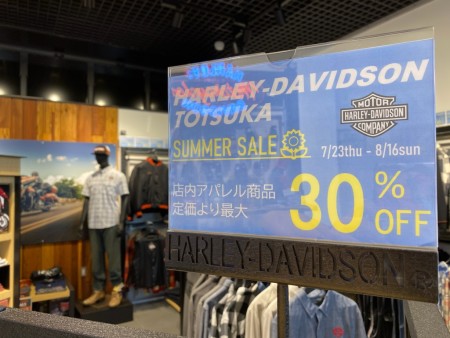 HARLEY-DAVIDSON
TOTSUKA
SUMMER SALE 7/23thu - 8/16sun
MOTOR
HARLEY-DAVIDSON
COMPANY
店内アパレル商品
定価より最大
30%
OFF
HARLEY-DAVIDSON